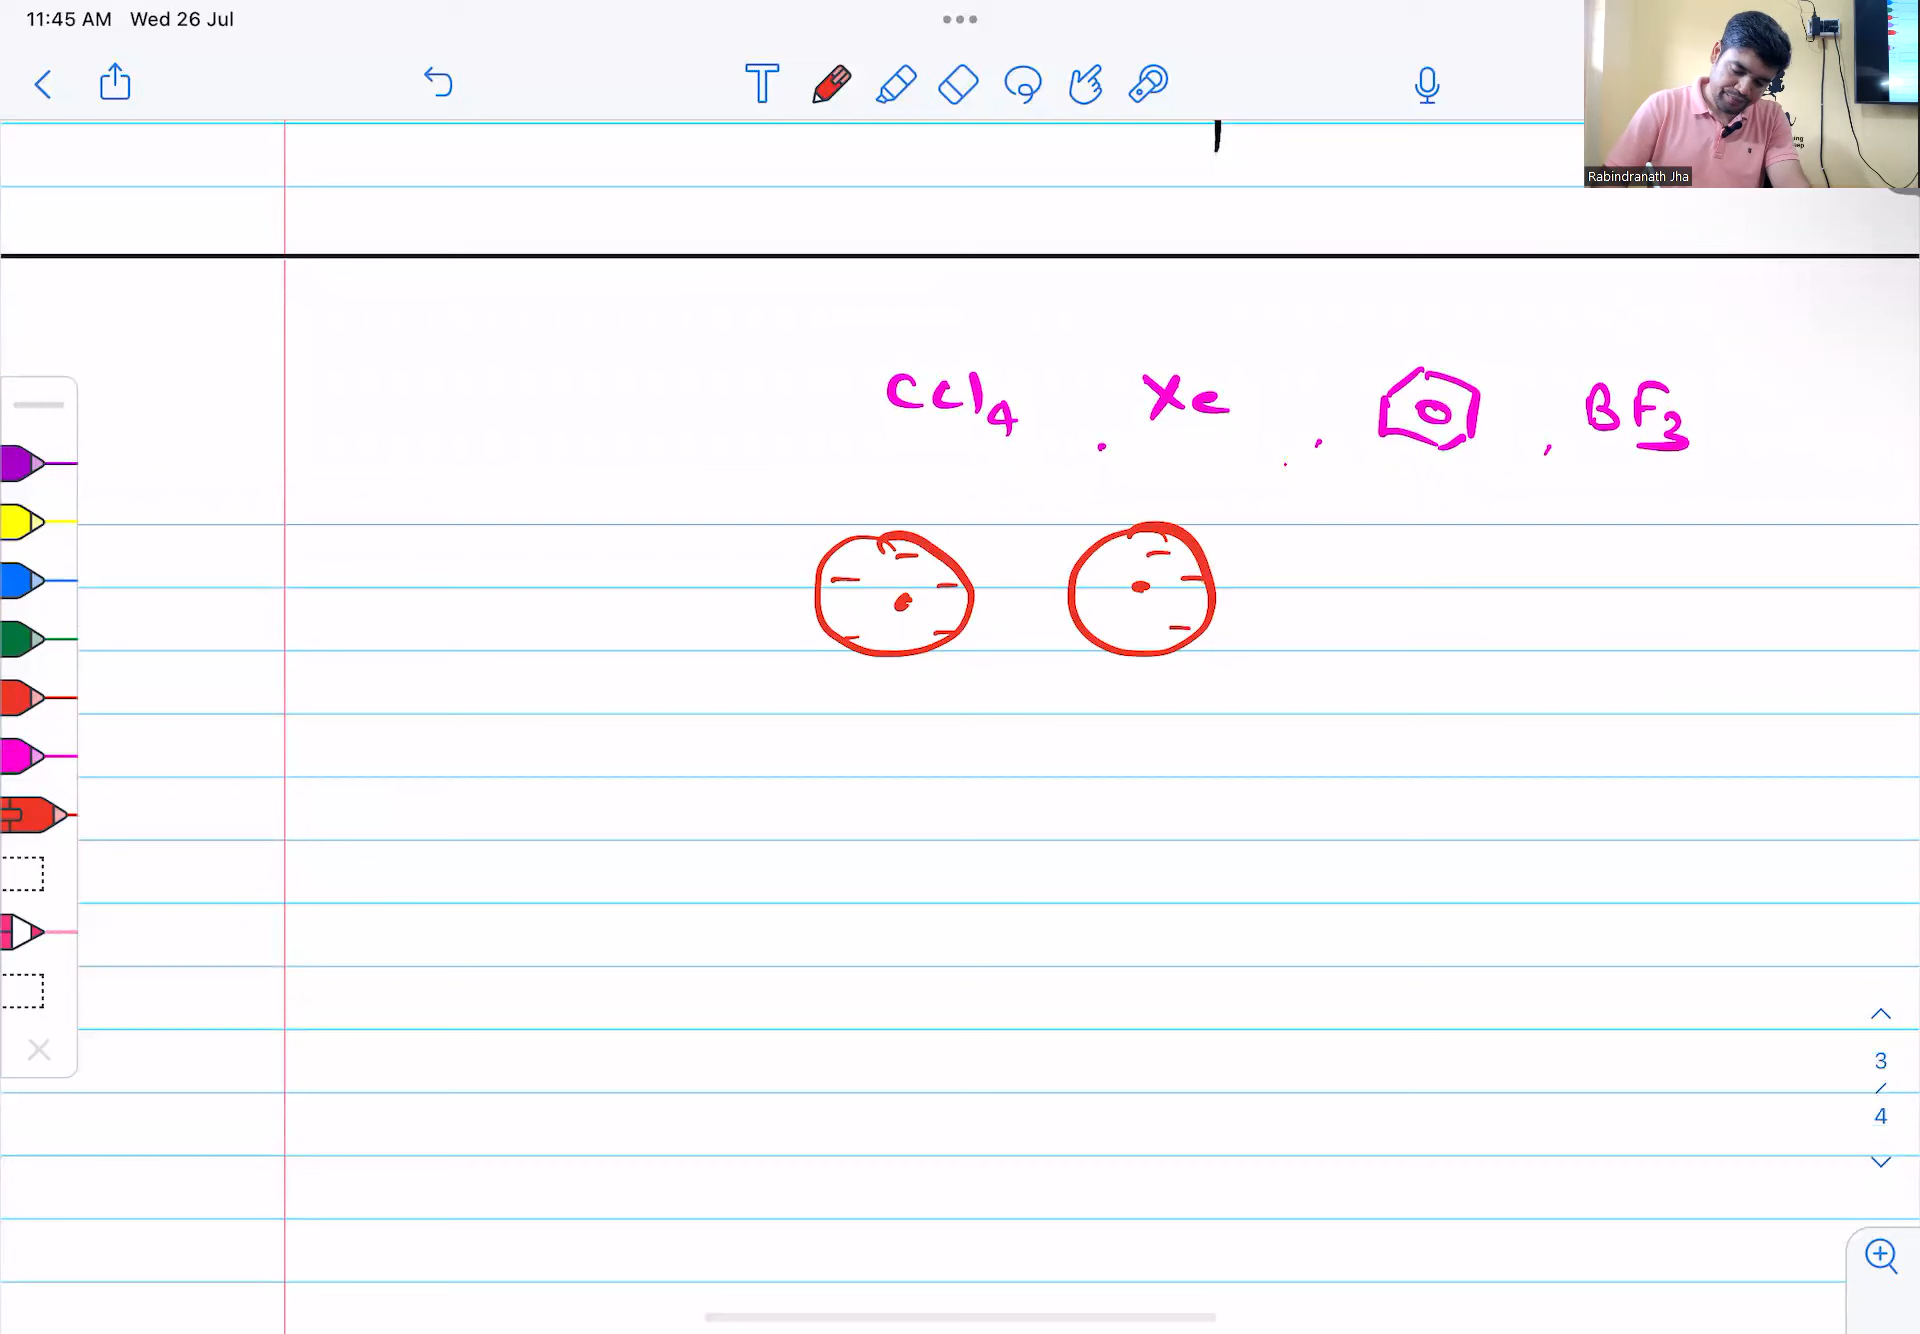 11:45 AM Wed 26 Jul
T
Rabindranath Jha
CCl4 , Xe , , BF3
3
4